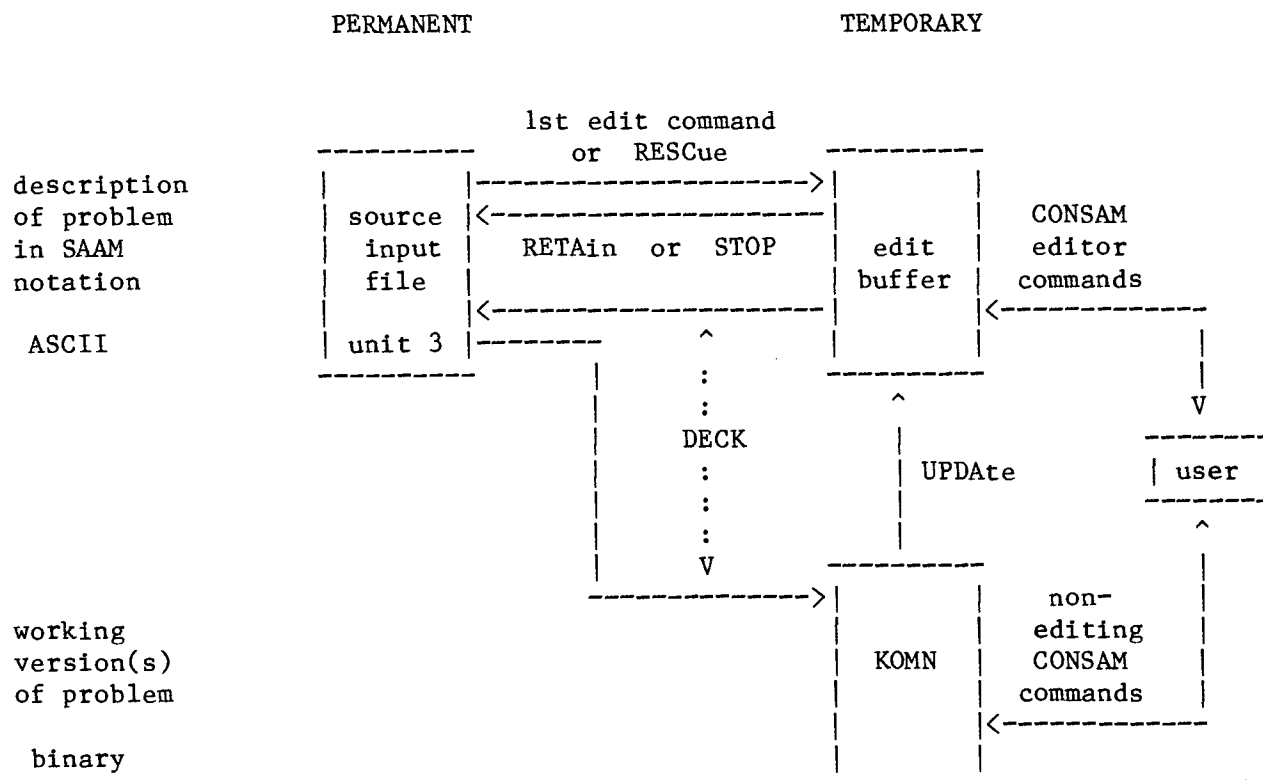 PERMANENT TEMPORARY
1st edit command
or RESCue
description
of problem source CONSAM
in SAAM input RETAin or STOP edit editor
notation file buffer commands
ASCII unit 3
DECK
UPDAte | user
non-
working editing
version(s) KOMN CONSAM
of problem commands
binary